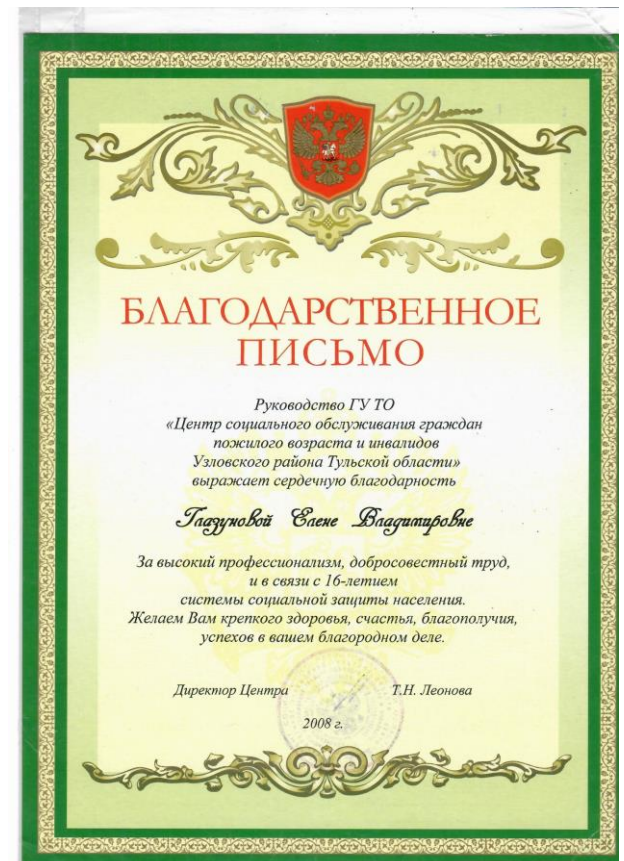 БЛАГОДАРСТВЕННОЕ
ПИСЬМО
Руководство ГУ ТО
«Центр социального обслуживания граждан
пожилого возраста и инвалидов
Узловского района Тульской области»
выражает сердечную благодарность
Глазуновой Елене Владимировне
За высокий профессионализм, добросовестный труд,
и в связи с 16-летием
системы социальной защиты населения.
Желаем Вам крепкого здоровья, счастья, благополучия,
успехов в вашем благородном деле.
Директор Центра Т.Н. Леонова
2008 г.